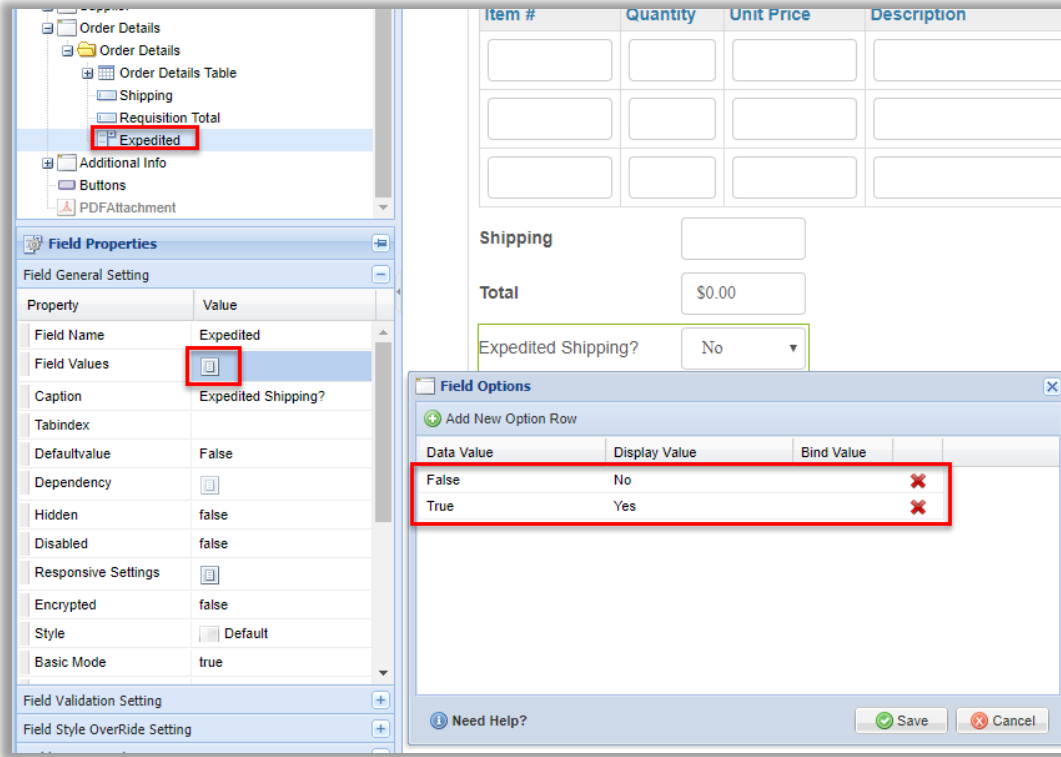 Order Details
Order Details
Order Details Table
Shipping
Requisition Total
Expedited
Additional Info
Buttons
PDFAttachment
Field Properties
Field General Setting
Property Value
Field Name Expedited
Field Values
Caption Expedited Shipping?
Tabindex
Defaultvalue False
Dependency
Hidden false
Disabled false
Responsive Settings
Encrypted false
Style Default
Basic Mode true
Field Validation Setting
Field Style OverRide Setting
Item # Quantity Unit Price Description
Shipping
Total $0.00
Expedited Shipping? No
Field Options
Add New Option Row
Data Value Display Value Bind Value
False No
True Yes
Need Help? Save Cancel